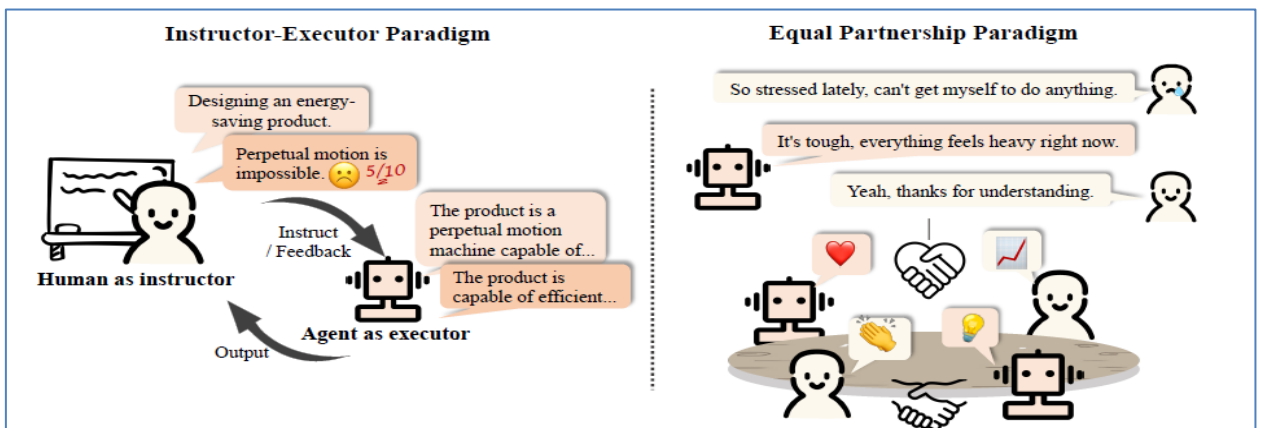 Instructor-Executor Paradigm
Designing an energy-
saving product.
Perpetual motion is
impossible. 5/10
Instruct
/ Feedback
The product is a
perpetual motion
machine capable of...
The product is
capable of efficient...
Human as instructor
Agent as executor
Output
Equal Partnership Paradigm
So stressed lately, can't get myself to do anything.
It's tough, everything feels heavy right now.
Yeah, thanks for understanding.